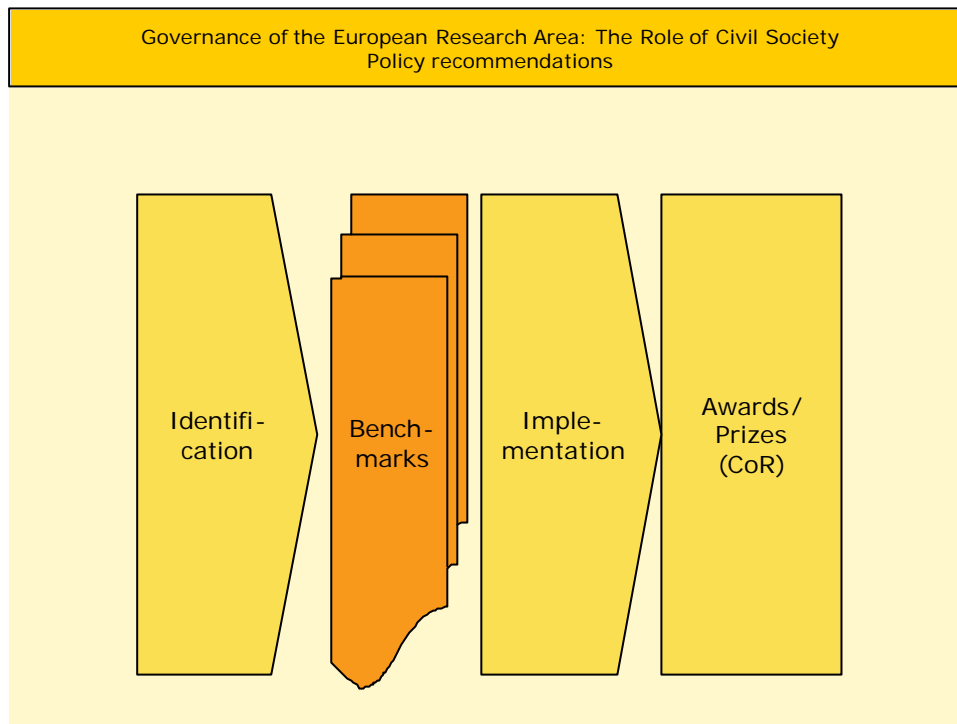 Governance of the European Research Area: The Role of Civil Society
Policy recommendations
Identifi-
cation
Bench-
marks
Imple-
mentation
Awards/
Prizes
(CoR)